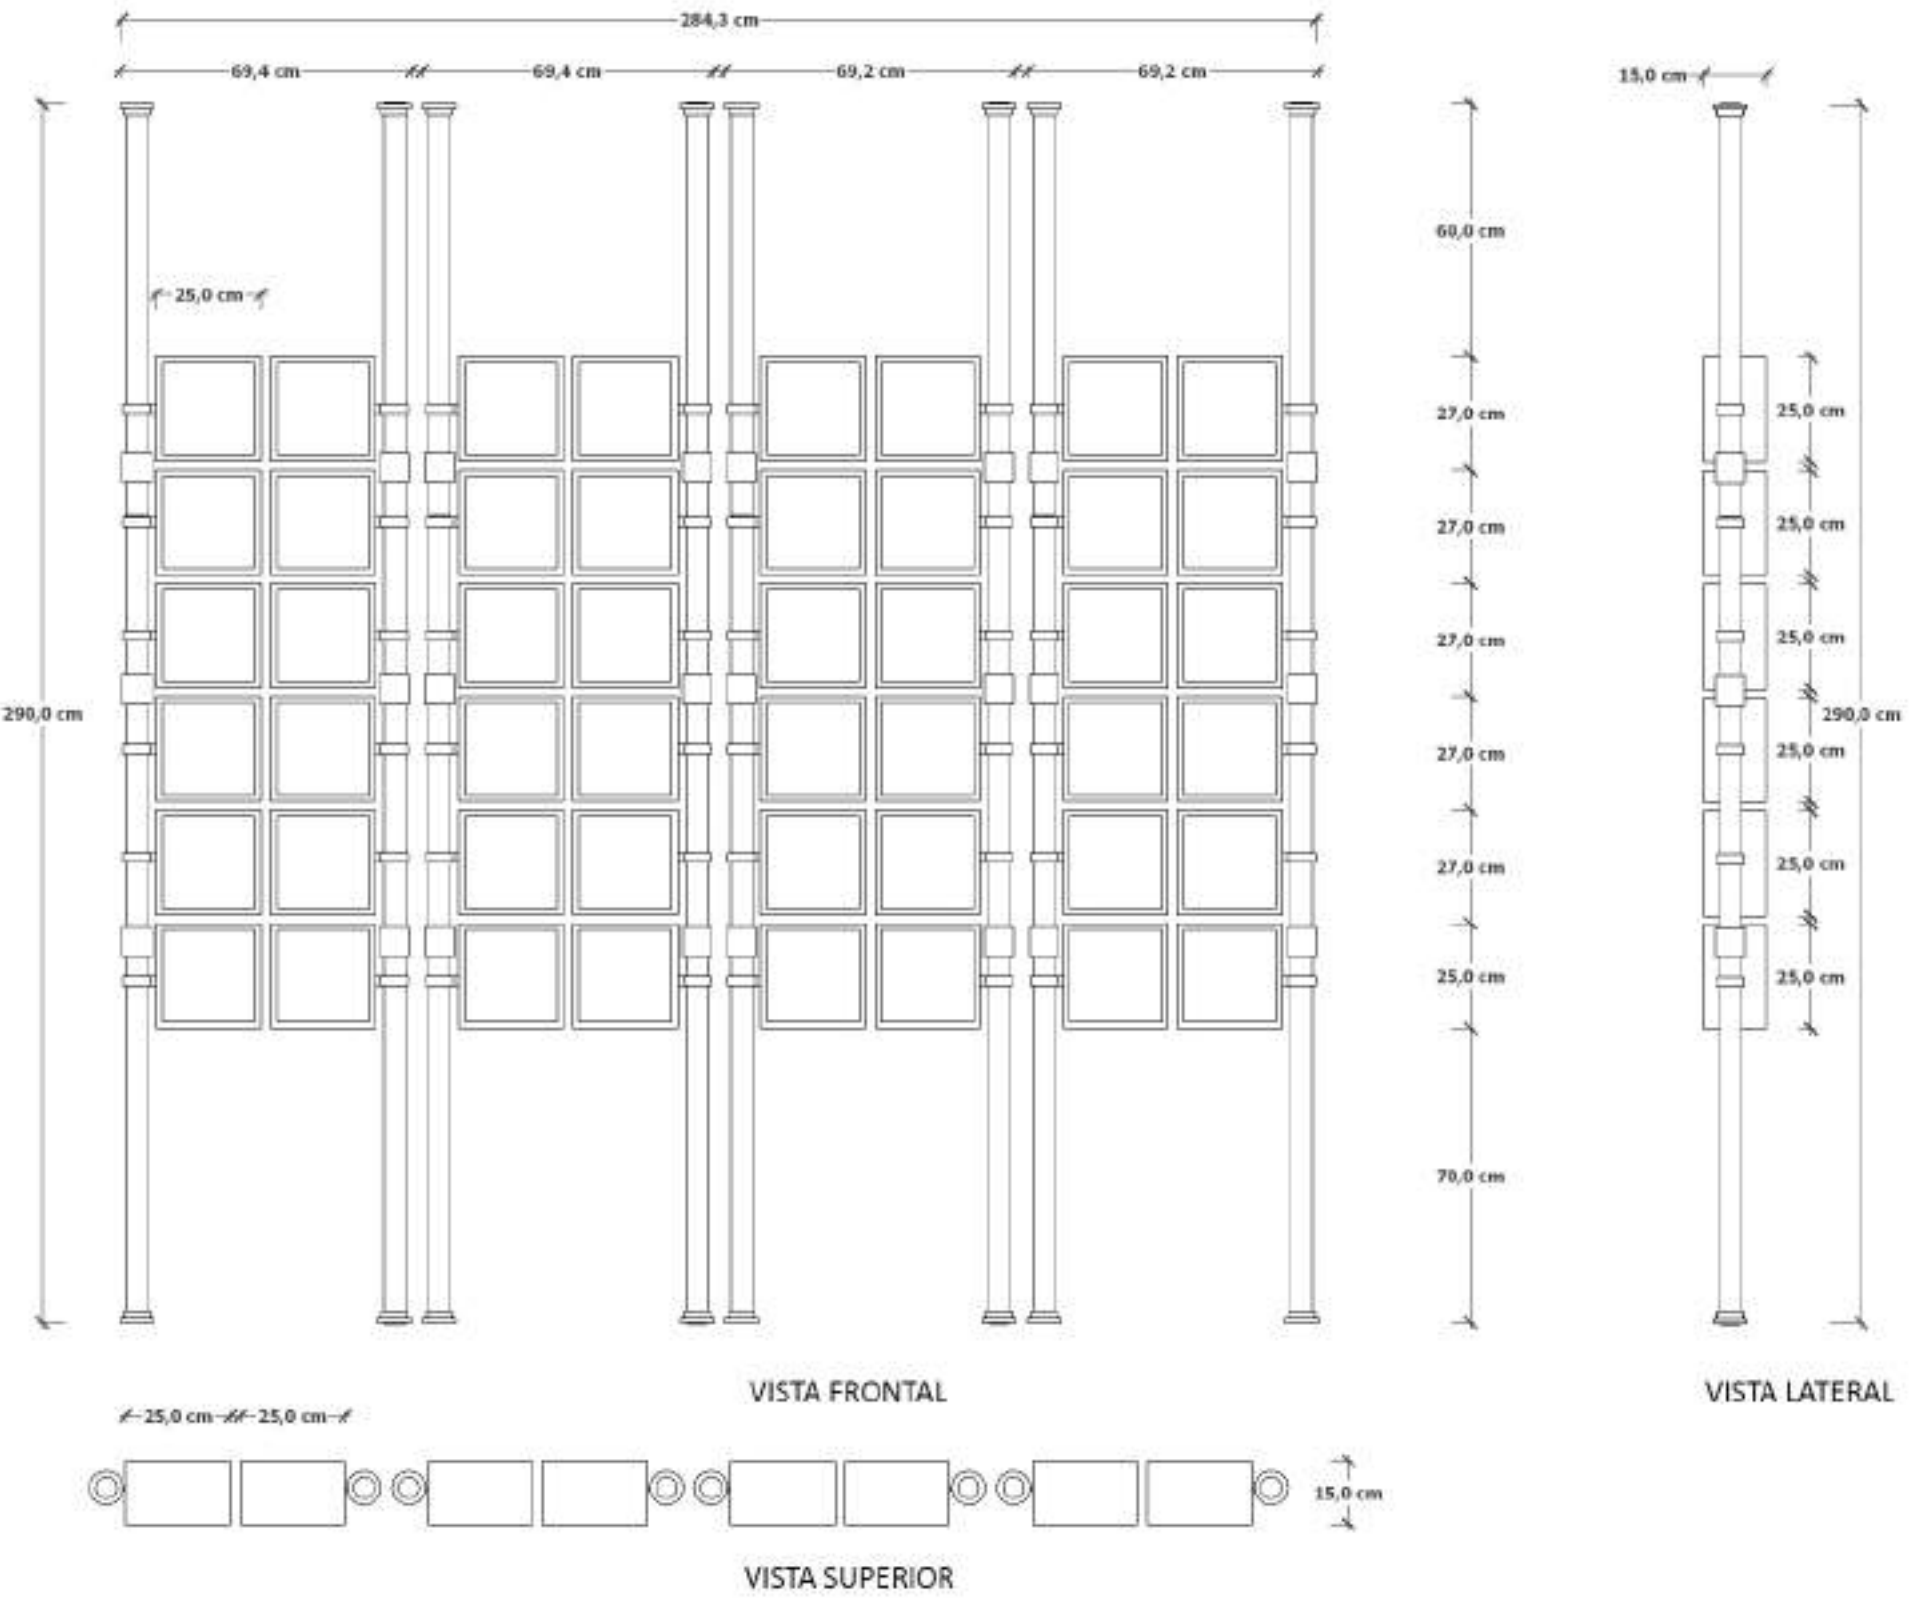 284,3 cm
69,4 cm 69,4 cm 69,2 cm 69,2 cm
15,0 cm
60,0 cm
25,0 cm
27,0 cm 25,0 cm
27,0 cm 25,0 cm
27,0 cm 25,0 cm
290,0 cm 290,0 cm
27,0 cm 25,0 cm
27,0 cm 25,0 cm
25,0 cm 25,0 cm
70,0 cm
VISTA FRONTAL VISTA LATERAL
25,0 cm 25,0 cm
15,0 cm
VISTA SUPERIOR